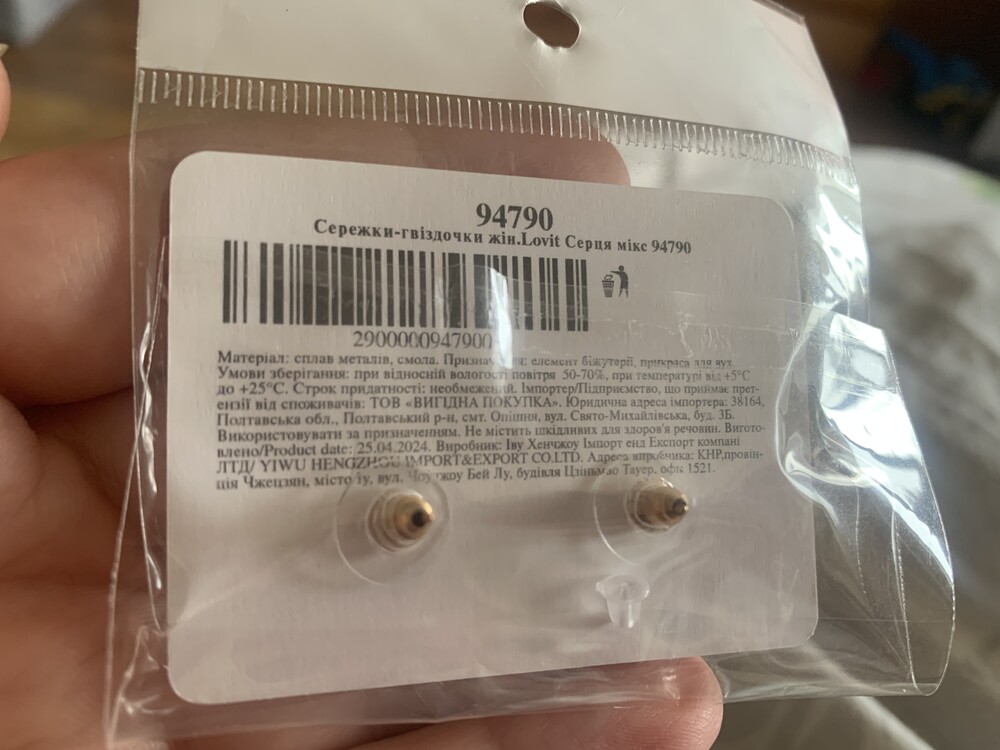 94790
Сережки-гвіздочки жін.Lovit Серця мікс 94790
2900000947900
Матеріал: сплав металів, смола. Призначення: елемент біжутерії, прикраса для вух.
Умови зберігання: при відносній вологості повітря 50-70%, при температурі від +5°C
до +25°C. Строк придатності: необмежений. Імпортер/Підприємство, що приймає прет-
ензії від споживачів: ТОВ «ВИГІДНА ПОКУПКА». Юридична адреса імпортера: 38164,
Полтавська обл., Полтавський р-н, смт. Опішня, вул. Свято-Михайлівська, буд. 3Б.
Використовувати за призначенням. Не містить шкідливих для здоров'я речовин. Вигото-
влено/Product date: 25.04.2024. Виробник: Іву Хенчжоу Імпорт енд Експорт компані
ЛТД/ YIWU HENGZHOU IMPORT&EXPORT CO.LTD. Адреса виробника: КНР,провін-
ція Чжецзян, місто Іу, вул. Чоучжоу Бей Лу, будівля Цзіньмао Тауер, офіс 1521.